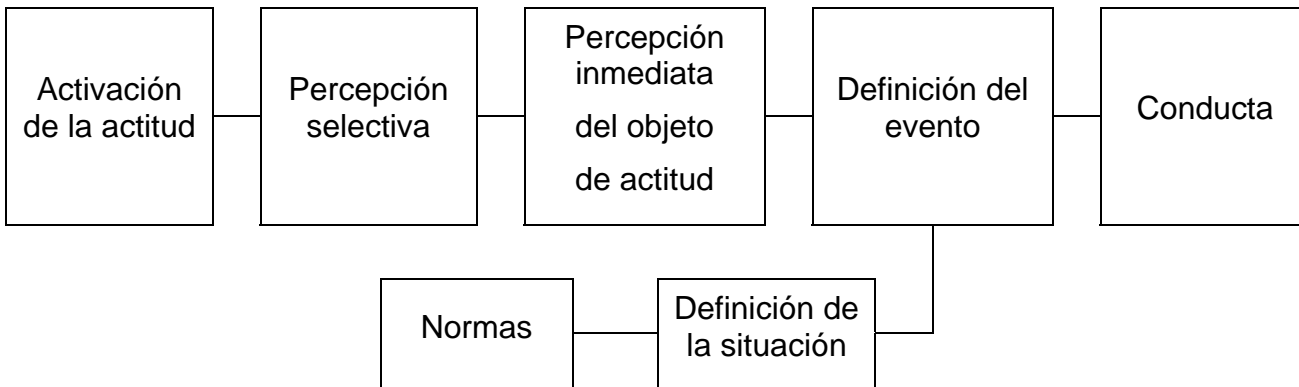 Activación
de la actitud
Percepción
selectiva
Percepción
inmediata
del objeto
de actitud
Definición del
evento
Conducta
Normas
Definición de
la situación